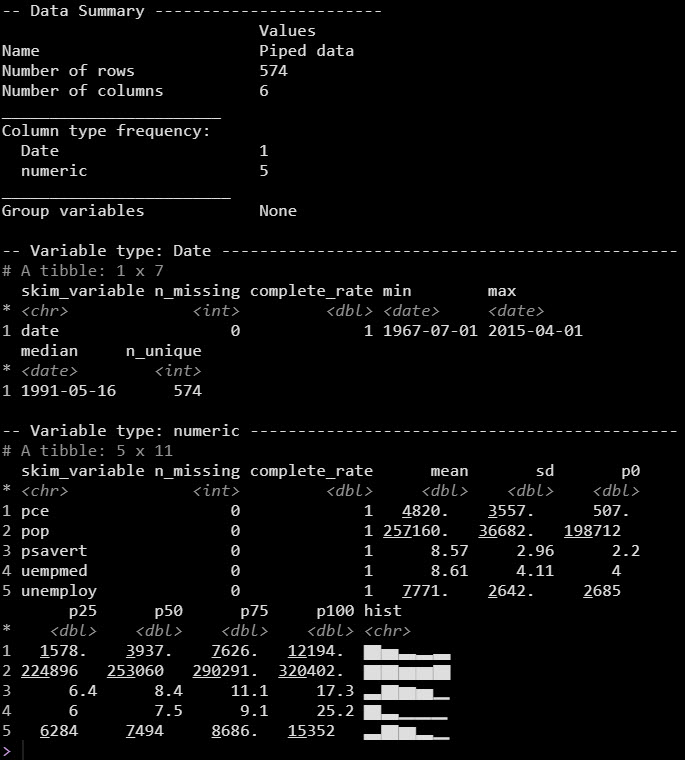 -- Data Summary ------------------------
                           Values
Name                       Piped data
Number of rows             574
Number of columns          6
_______________________
Column type frequency:
  Date                     1
  numeric                  5
________________________
Group variables            None

-- Variable type: Date ------------------------------------------------
# A tibble: 1 x 7
  skim_variable n_missing complete_rate min        max
* <chr>             <int>         <dbl> <date>     <date>
1 date                  0             1 1967-07-01 2015-04-01
  median     n_unique
* <date>        <int>
1 1991-05-16      574

-- Variable type: numeric ---------------------------------------------
# A tibble: 5 x 11
  skim_variable n_missing complete_rate      mean       sd       p0
* <chr>             <int>         <dbl>     <dbl>    <dbl>    <dbl>
1 pce                   0             1   4820.    3557.      507.
2 pop                   0             1 257160.   36682.   198712
3 psavert               0             1      8.57     2.96      2.2
4 uempmed               0             1      8.61     4.11      4
5 unemploy              0             1   7771.    2642.     2685
       p25      p50      p75     p100 hist
*    <dbl>    <dbl>    <dbl>    <dbl> <chr>
1   1578.    3937.    7626.   12194.  ▇▅▃▂▂
2 224896   253060   290291.  320402.  ▇▇▆▅▇
3      6.4      8.4     11.1     17.3 ▃▇▆▅▁
4      6        7.5      9.1     25.2 ▇▃▁▁▁
5   6284     7494     8686.   15352   ▃▇▆▂▁
>